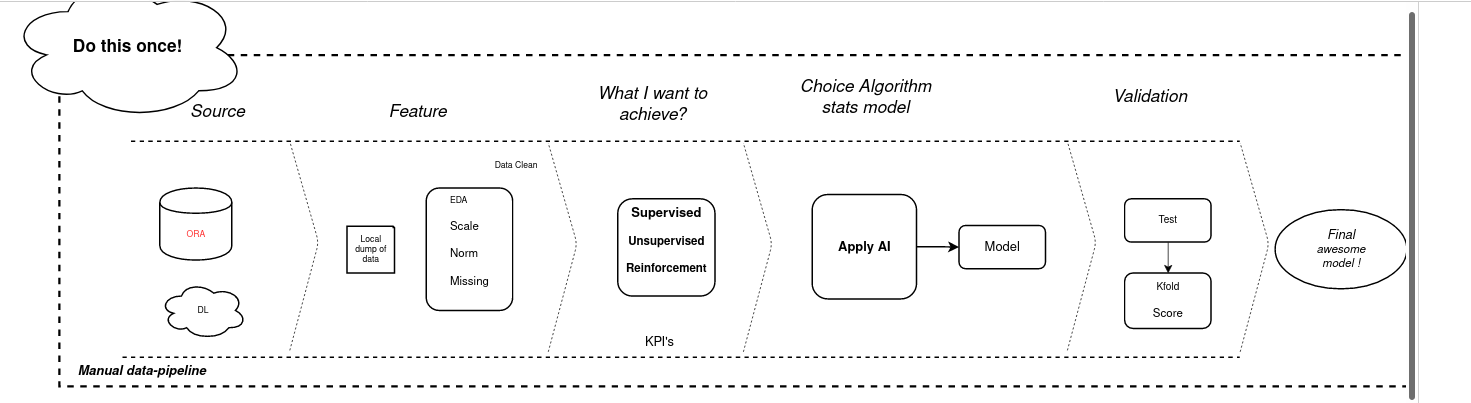 Do this once!
Source
Feature
What I want to
achieve?
Choice Algorithm
stats model
Validation
ORA
DL
Local
dump of
data
Data Clean
EDA
Scale
Norm
Missing
Supervised
Unsupervised
Reinforcement
KPI's
Apply AI
Model
Test
Kfold
Score
Final
awesome
model !
Manual data-pipeline